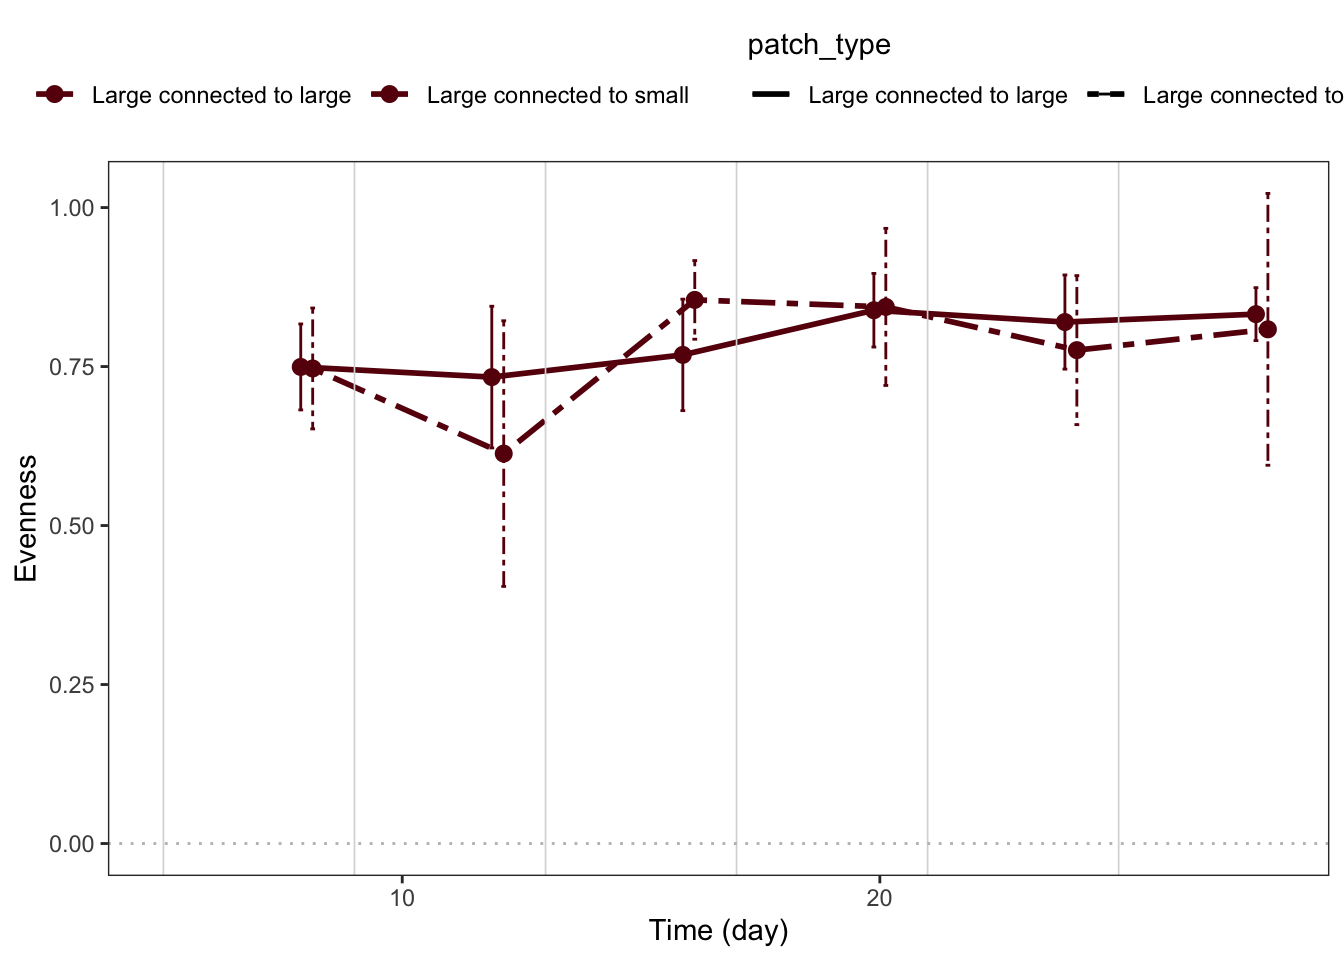 patch_type
Large connected to large Large connected to small Large connected to large Large connected to
1.00
0.75
0.50
0.25
0.00
Evenness
10 20
Time (day)